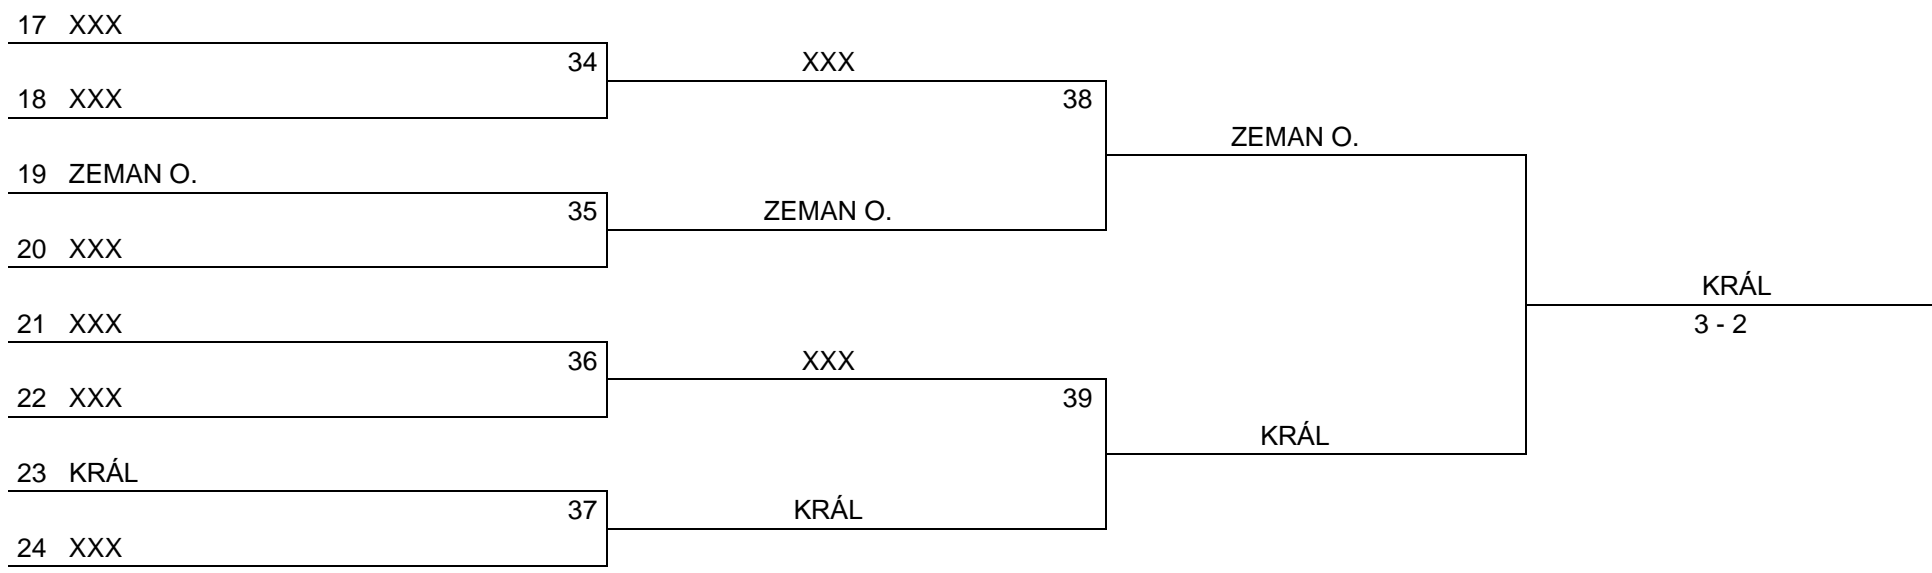 17 XXX
34 XXX
18 XXX 38
ZEMAN O.
19 ZEMAN O.
35 ZEMAN O.
20 XXX
KRÁL
21 XXX 3 - 2
36 XXX
22 XXX 39
KRÁL
23 KRÁL
37 KRÁL
24 XXX